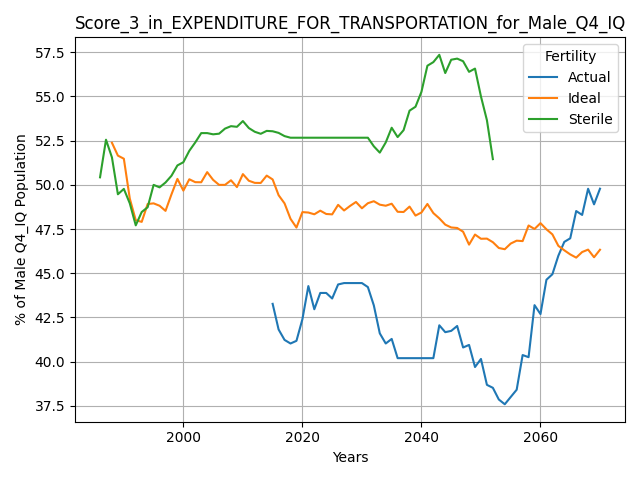 Score_3_in_EXPENDITURE_FOR_TRANSPORTATION_for_Male_Q4_IQ
Fertility
Actual
Ideal
Sterile
% of Male Q4_IQ Population
57.5
55.0
52.5
50.0
47.5
45.0
42.5
40.0
37.5
2000
2020
2040
2060
Years